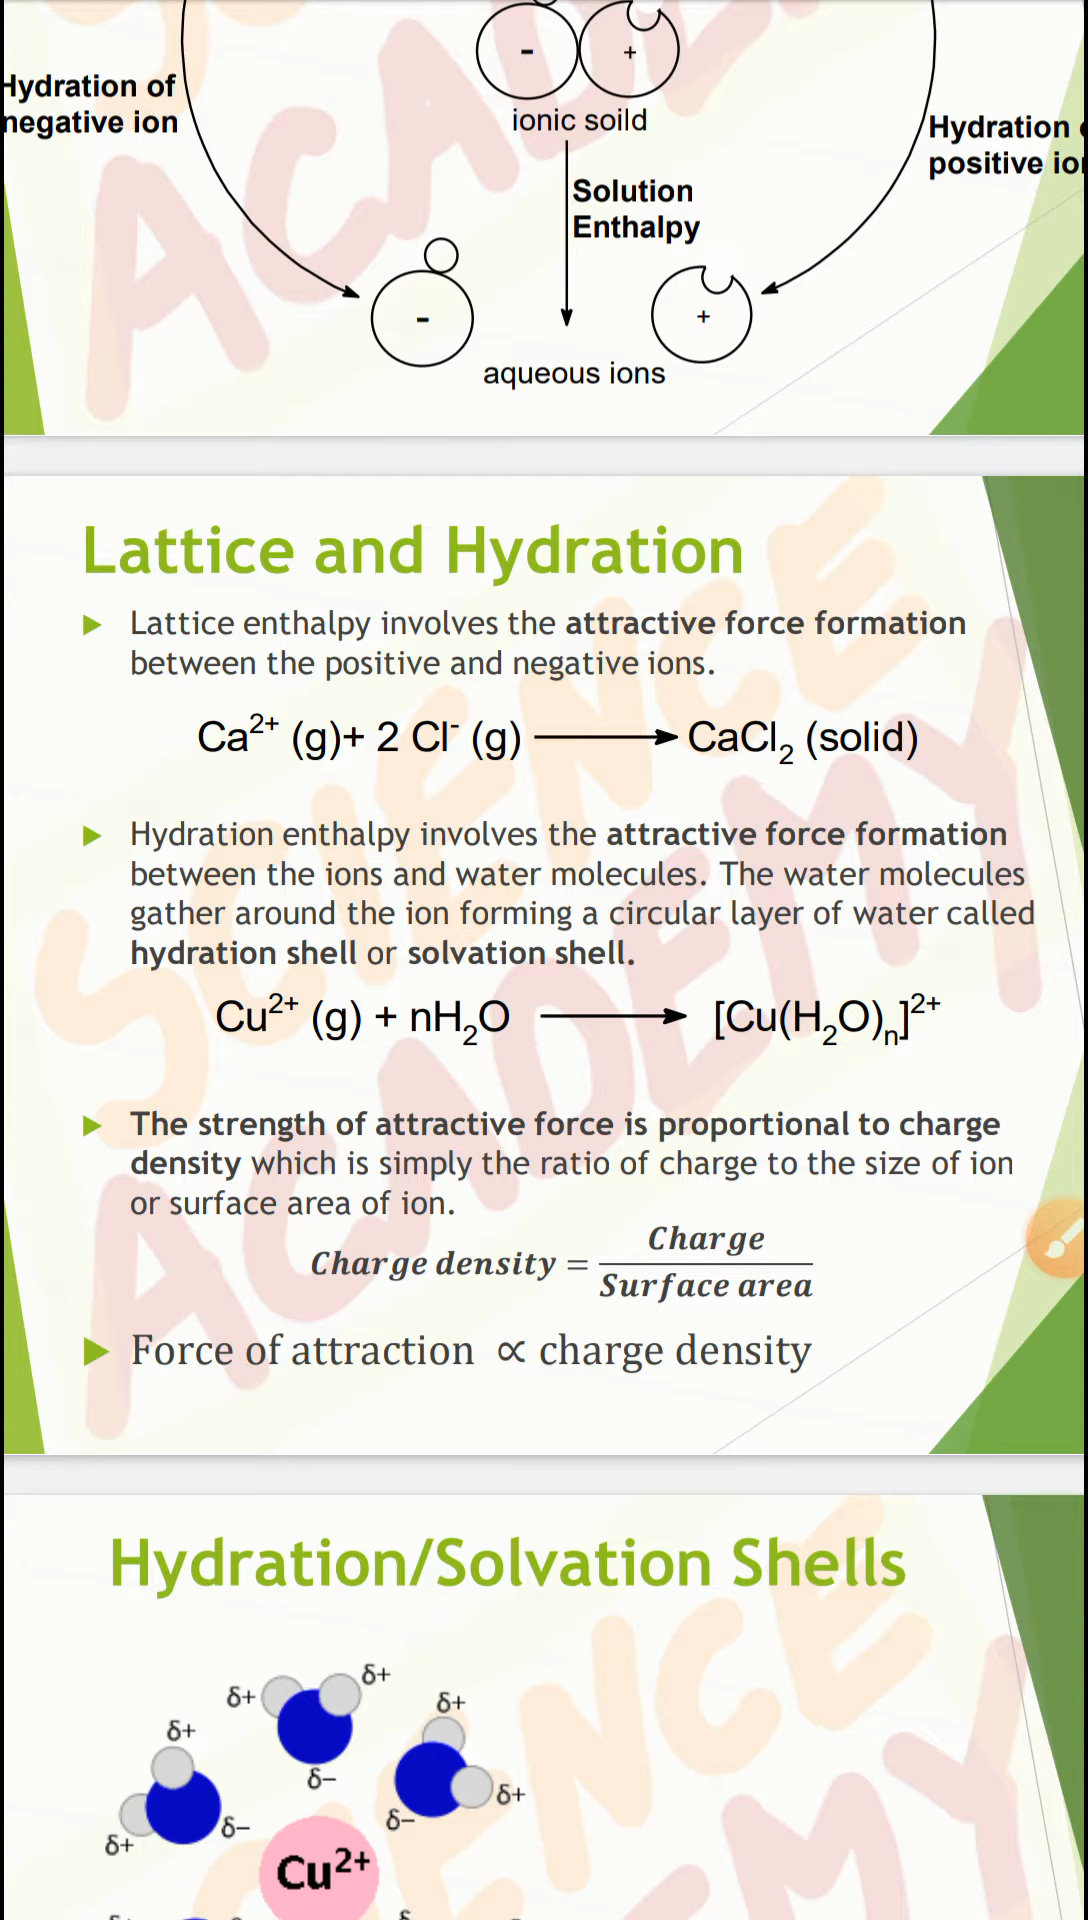 Hydration of
negative ion
-
+
ionic soild
Hydration
positive
Solution
Enthalpy
-
+
aqueous ions
Lattice and Hydration
Lattice enthalpy involves the attractive force formation
between the positive and negative ions.
Ca²⁺ (g)+ 2 Cl⁻ (g) ⟶ CaCl₂ (solid)
Hydration enthalpy involves the attractive force formation
between the ions and water molecules. The water molecules
gather around the ion forming a circular layer of water called
hydration shell or solvation shell.
Cu²⁺ (g) + nH₂O ⟶ [Cu(H₂O)ₙ]²⁺
The strength of attractive force is proportional to charge
density which is simply the ratio of charge to the size of ion
or surface area of ion.
Charge density = Charge / Surface area
Force of attraction ∝ charge density
Hydration/Solvation Shells
δ+
δ+
δ+
δ+
δ−
δ+
δ−
δ−
δ+
Cu²⁺
SCIENCE
ACADEMY